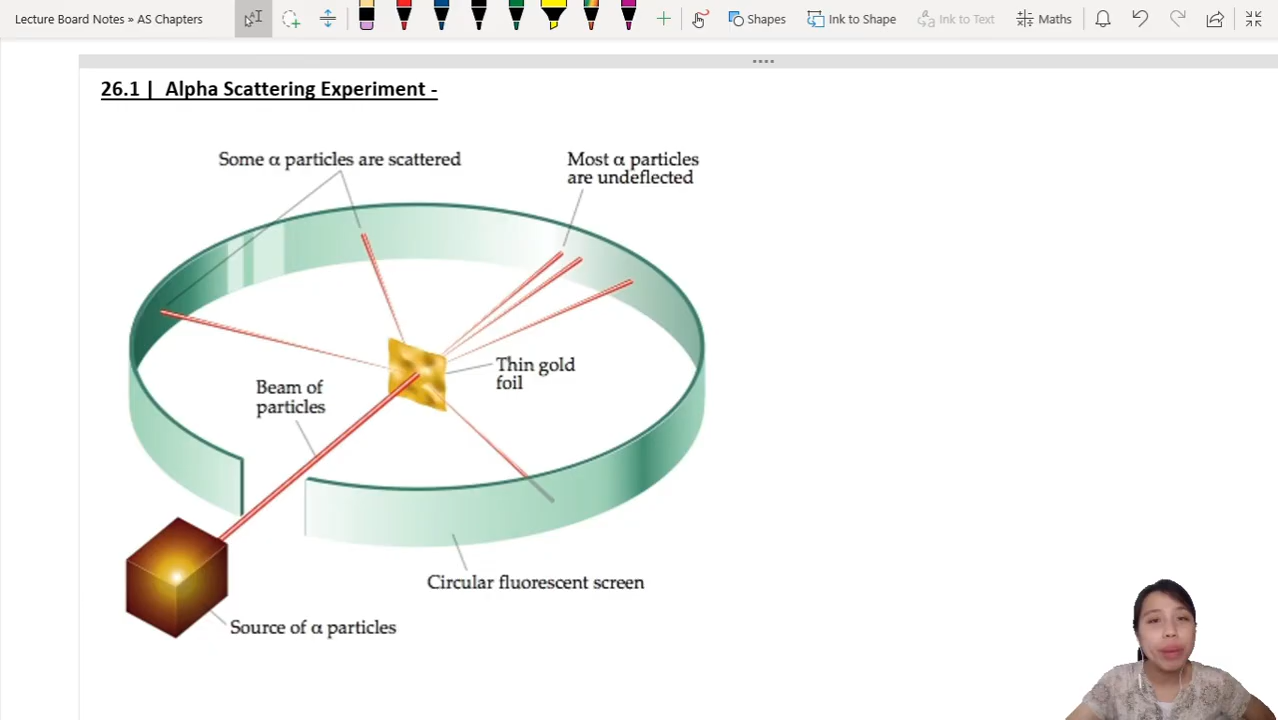 Lecture Board Notes » AS Chapters
Shapes
Ink to Shape
Ink to Text
Maths
26.1 | Alpha Scattering Experiment -
Some α particles are scattered
Most α particles
are undeflected
Thin gold
foil
Beam of
particles
Circular fluorescent screen
Source of α particles